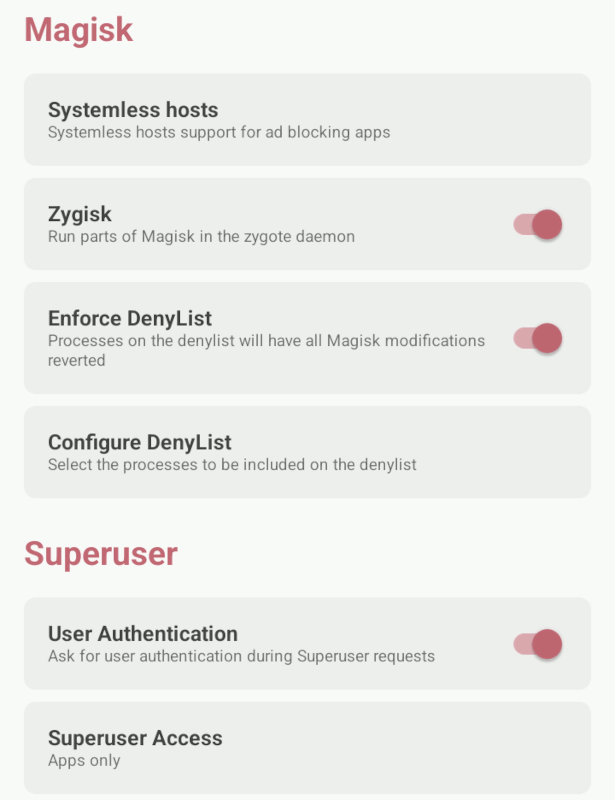 Magisk
Systemless hosts
Systemless hosts support for ad blocking apps
Zygisk
Run parts of Magisk in the zygote daemon
Enforce DenyList
Processes on the denylist will have all Magisk modifications
reverted
Configure DenyList
Select the processes to be included on the denylist
Superuser
User Authentication
Ask for user authentication during Superuser requests
Superuser Access
Apps only